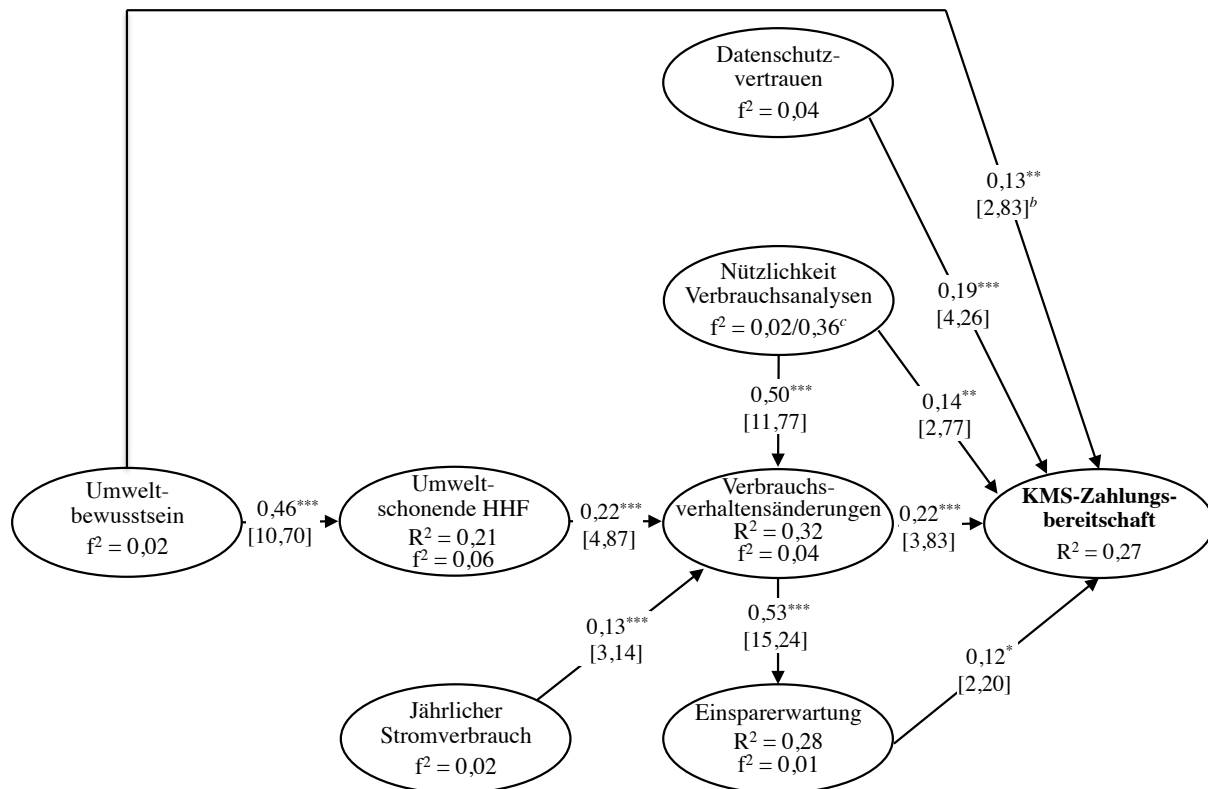 Datenschutz-
vertrauen
f² = 0,04
0,13**
[2,83]ᵇ
Nützlichkeit
Verbrauchsanalysen
f² = 0,02/0,36ᶜ
0,19***
[4,26]
0,50***
[11,77]
0,14**
[2,77]
Umwelt-
bewusstsein
f² = 0,02
0,46***
[10,70]
Umwelt-
schonende HHF
R² = 0,21
f² = 0,06
0,22***
[4,87]
Verbrauchs-
verhaltensänderungen
R² = 0,32
f² = 0,04
0,22***
[3,83]
KMS-Zahlungs-
bereitschaft
R² = 0,27
0,13***
[3,14]
0,53***
[15,24]
0,12*
[2,20]
Jährlicher
Stromverbrauch
f² = 0,02
Einsparerwartung
R² = 0,28
f² = 0,01